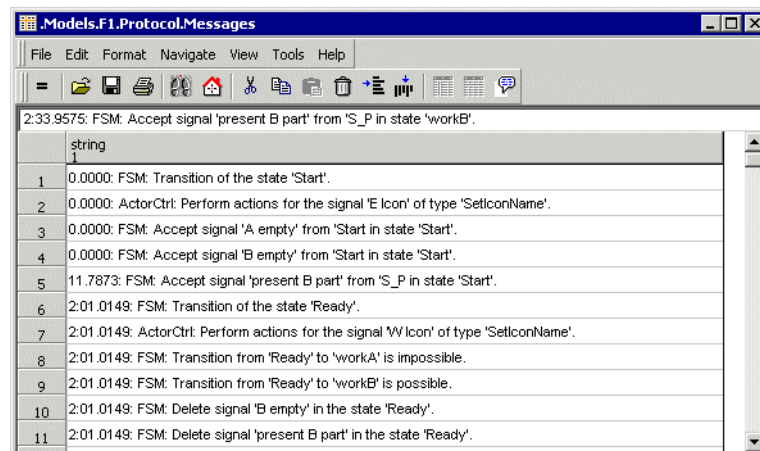 .Models.F1.Protocol.Messages
File Edit Format Navigate View Tools Help
2:33.9575: FSM: Accept signal 'present B part' from 'S_P in state 'workB'.
string
1
1 0.0000: FSM: Transition of the state 'Start'.
2 0.0000: ActorCtrl: Perform actions for the signal 'E Icon' of type 'SetIconName'.
3 0.0000: FSM: Accept signal 'A empty' from 'Start in state 'Start'.
4 0.0000: FSM: Accept signal 'B empty' from 'Start in state 'Start'.
5 11.7873: FSM: Accept signal 'present B part' from 'S_P in state 'Start'.
6 2:01.0149: FSM: Transition of the state 'Ready'.
7 2:01.0149: ActorCtrl: Perform actions for the signal 'W Icon' of type 'SetIconName'.
8 2:01.0149: FSM: Transition from 'Ready' to 'workA' is impossible.
9 2:01.0149: FSM: Transition from 'Ready' to 'workB' is possible.
10 2:01.0149: FSM: Delete signal 'B empty' in the state 'Ready'.
11 2:01.0149: FSM: Delete signal 'present B part' in the state 'Ready'.